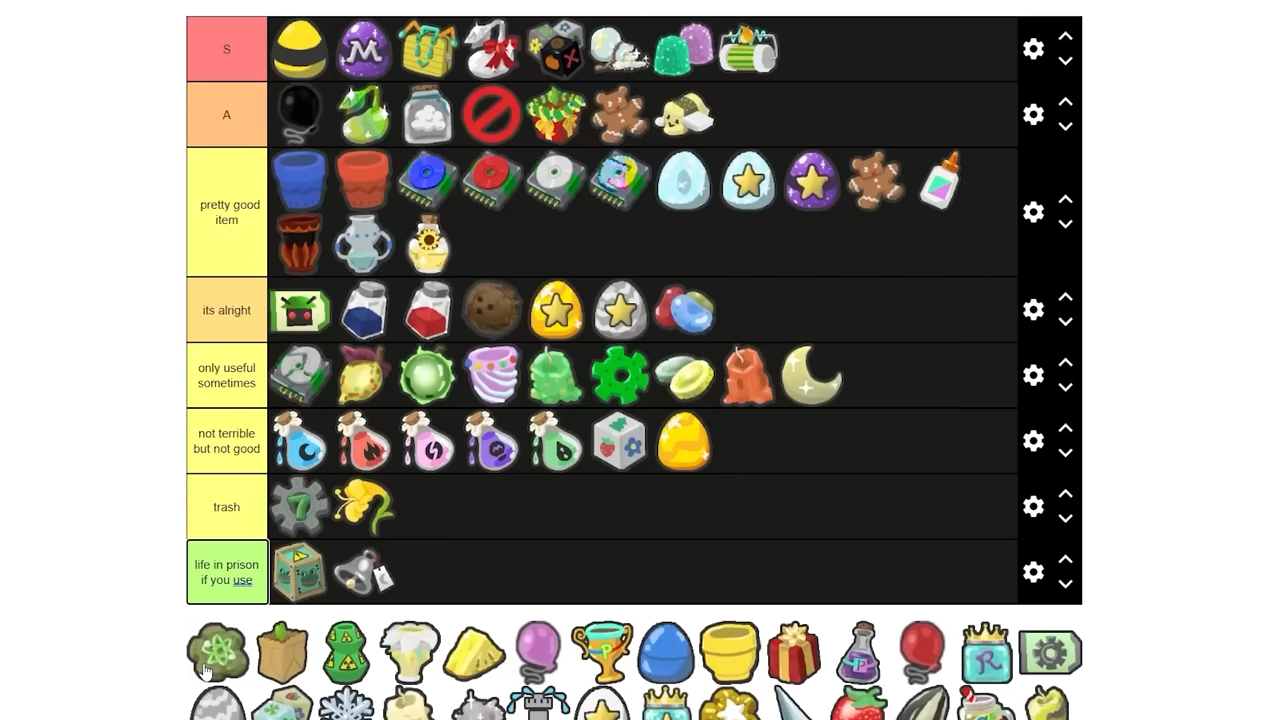 S
M
A
pretty good
item
its alright
only useful
sometimes
not terrible
but not good
7
trash
life in prison
if you use
P
P
R